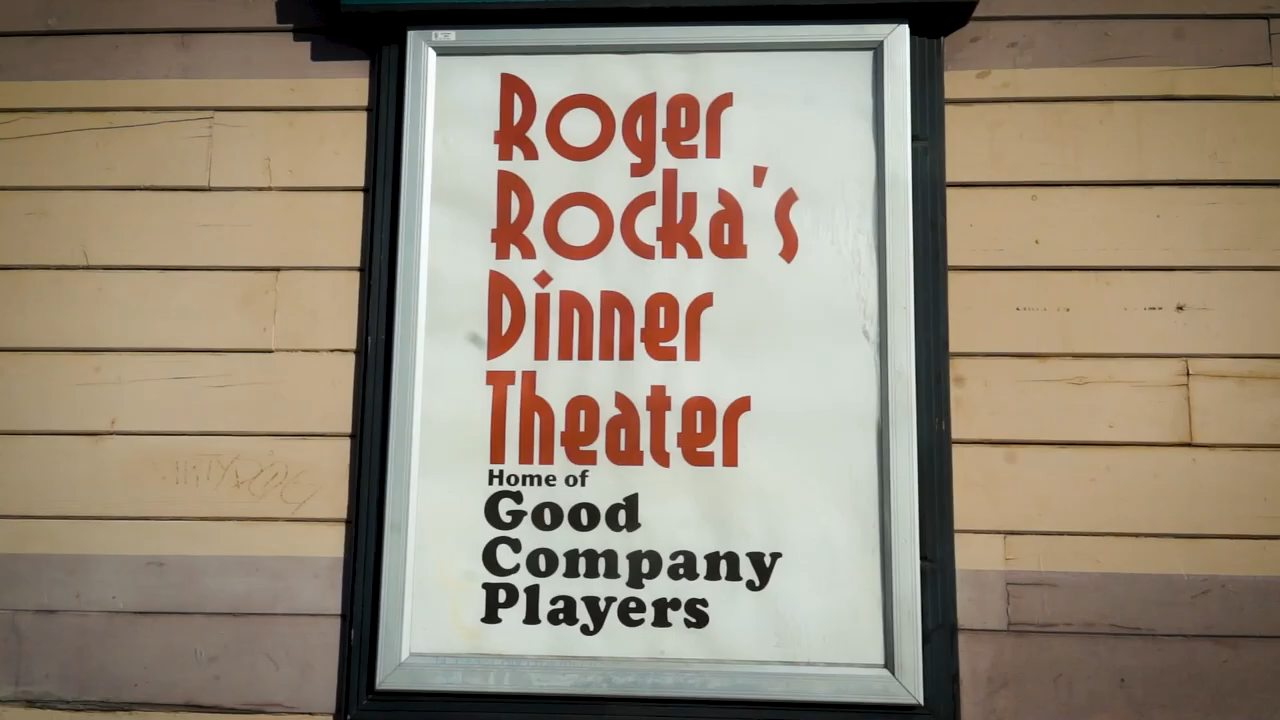 Roger
Rocka's
Dinner
Theater
Home of
Good
Company
Players